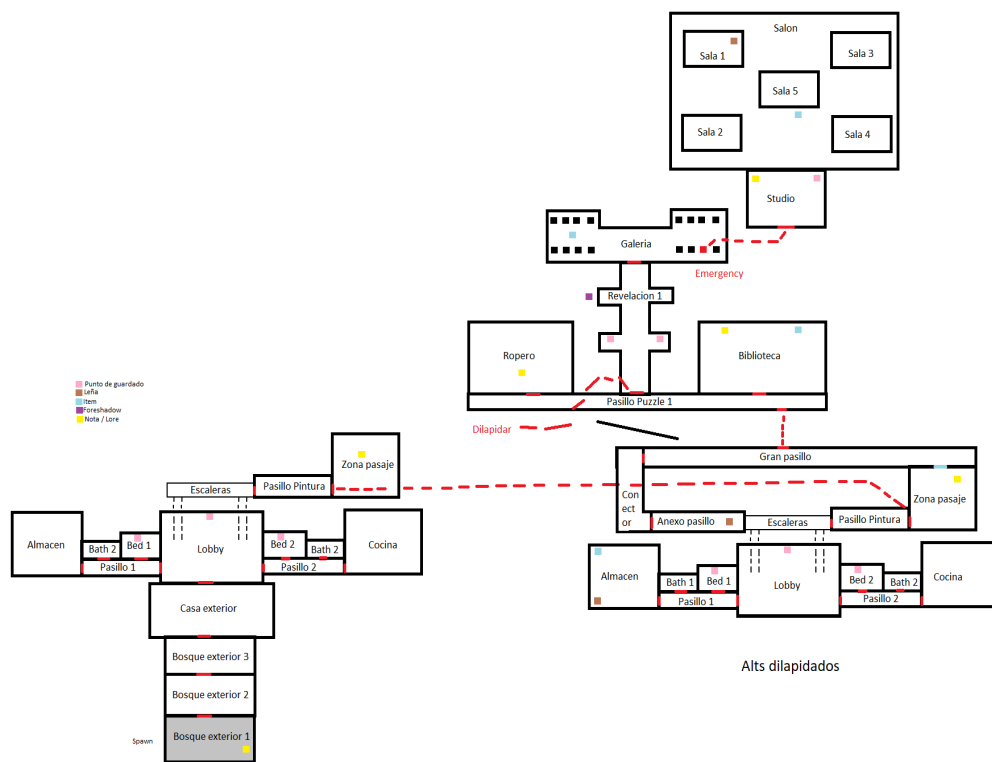 Salon
Sala 1
Sala 3
Sala 5
Sala 2
Sala 4
Studio
Galeria
Emergency
Revelacion 1
Ropero
Biblioteca
Pasillo Puzzle 1
Dilapidar
Punto de guardado
Leña
Item
Foreshadow
Nota / Lore
Gran pasillo
Zona pasaje
Pasillo Pintura
Escaleras
Con
ect
or
Anexo pasillo
Escaleras
Pasillo Pintura
Zona pasaje
Almacen
Bath 2
Bed 1
Lobby
Bed 2
Bath 2
Cocina
Pasillo 1
Pasillo 2
Almacen
Bath 1
Bed 1
Lobby
Bed 2
Bath 2
Cocina
Pasillo 1
Pasillo 2
Casa exterior
Bosque exterior 3
Alts dilapidados
Bosque exterior 2
Bosque exterior 1
Spawn